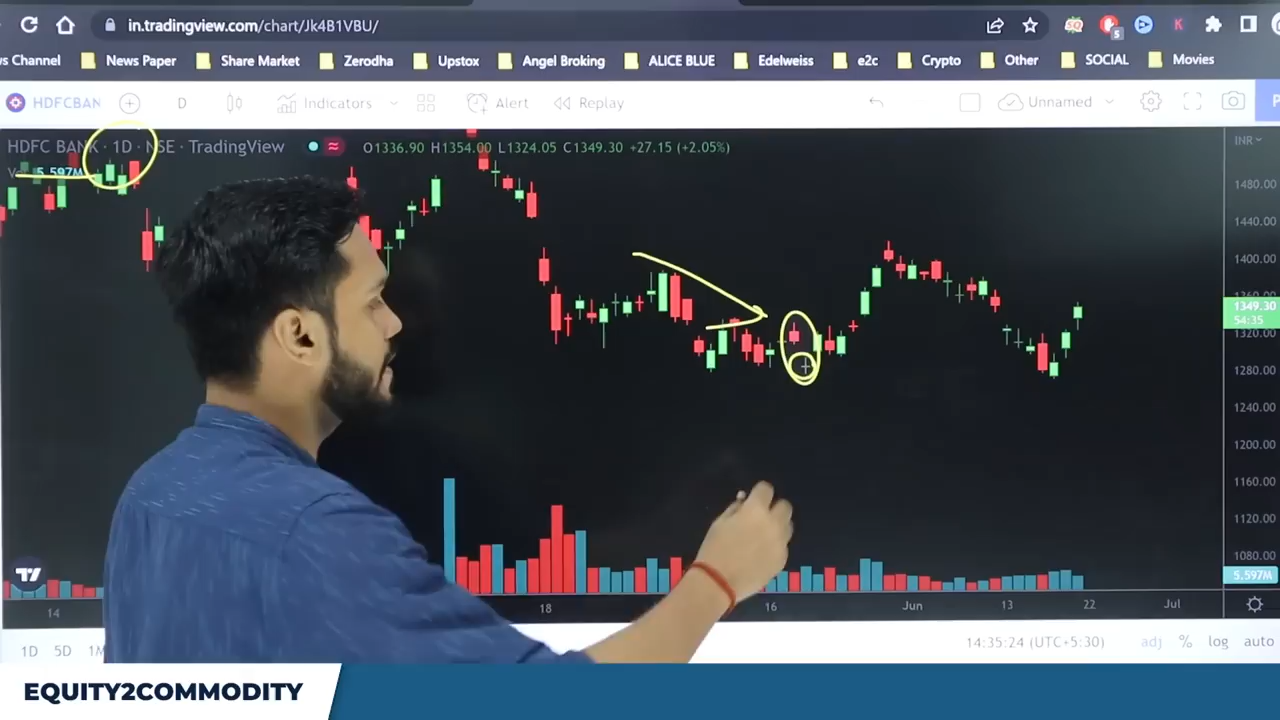 in.tradingview.com/chart/Jk4B1VBU/
5
K
s Channel News Paper Share Market Zerodha Upstox Angel Broking ALICE BLUE Edelweiss e2c Crypto Other SOCIAL Movies
HDFCBAN D Indicators Alert Replay Unnamed P
HDFC BANK · 1D · NSE · TradingView O1336.90 H1354.00 L1324.05 C1349.30 +27.15 (+2.05%) INR
5.597M
1480.00
1440.00
1400.00
1349.30
54:35
1320.00
1280.00
1240.00
1200.00
1160.00
1120.00
1080.00
5.597M
14 18 16 Jun 13 22 Jul
1D 5D 1M 14:35:24 (UTC+5:30) adj % log auto
EQUITY2COMMODITY